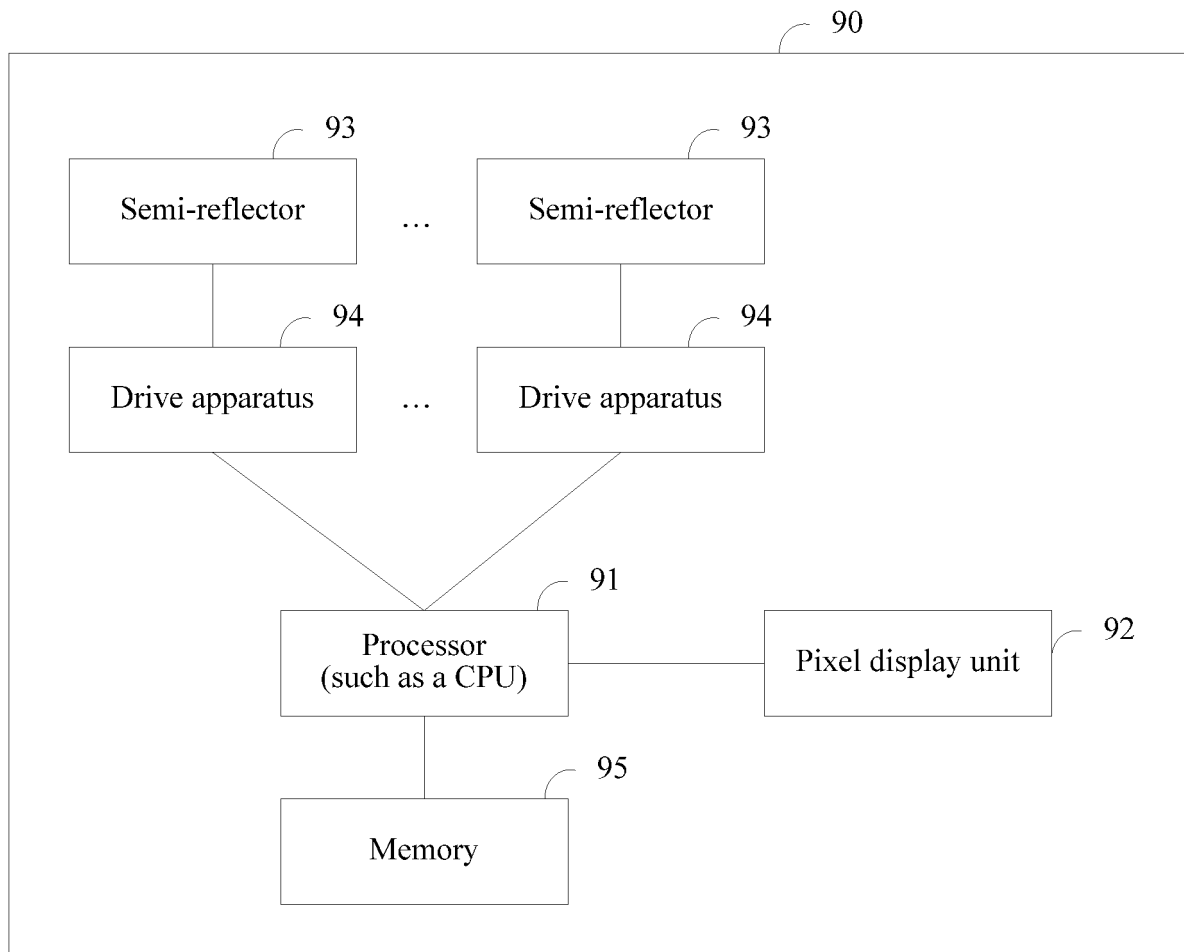 90
93
93
Semi-reflector
...
Semi-reflector
94
94
Drive apparatus
...
Drive apparatus
91
Processor
(such as a CPU)
92
Pixel display unit
95
Memory